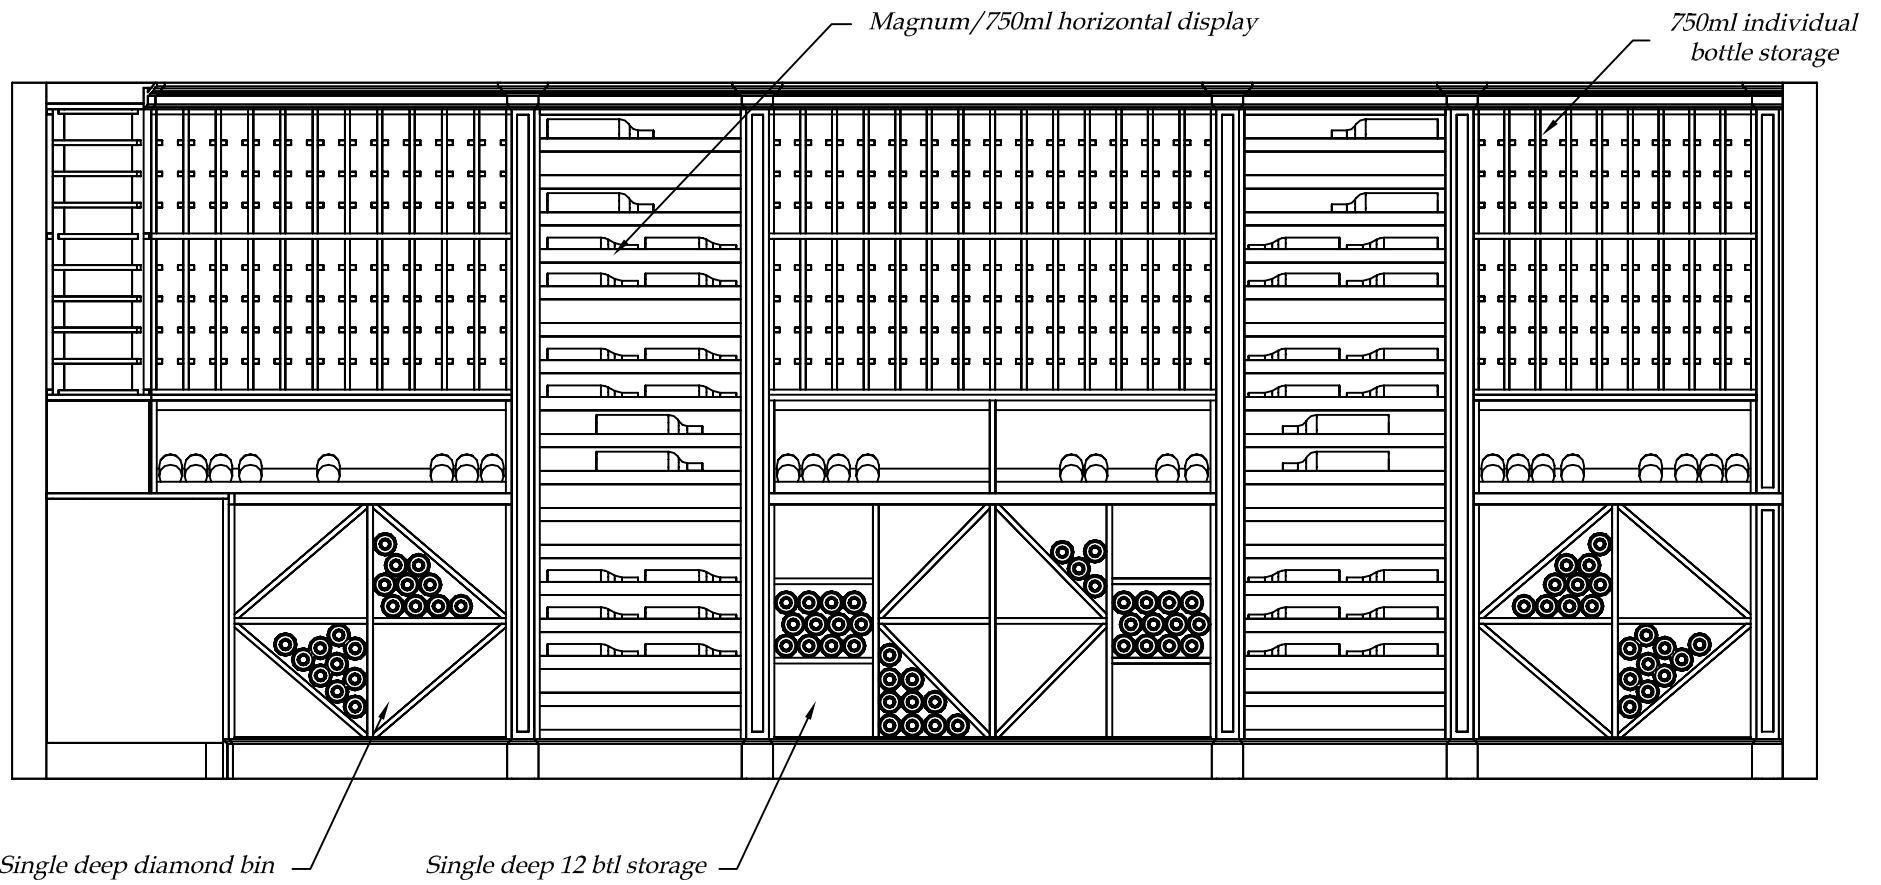 Magnum/750ml horizontal display
750ml individual
bottle storage
Single deep diamond bin
Single deep 12 btl storage